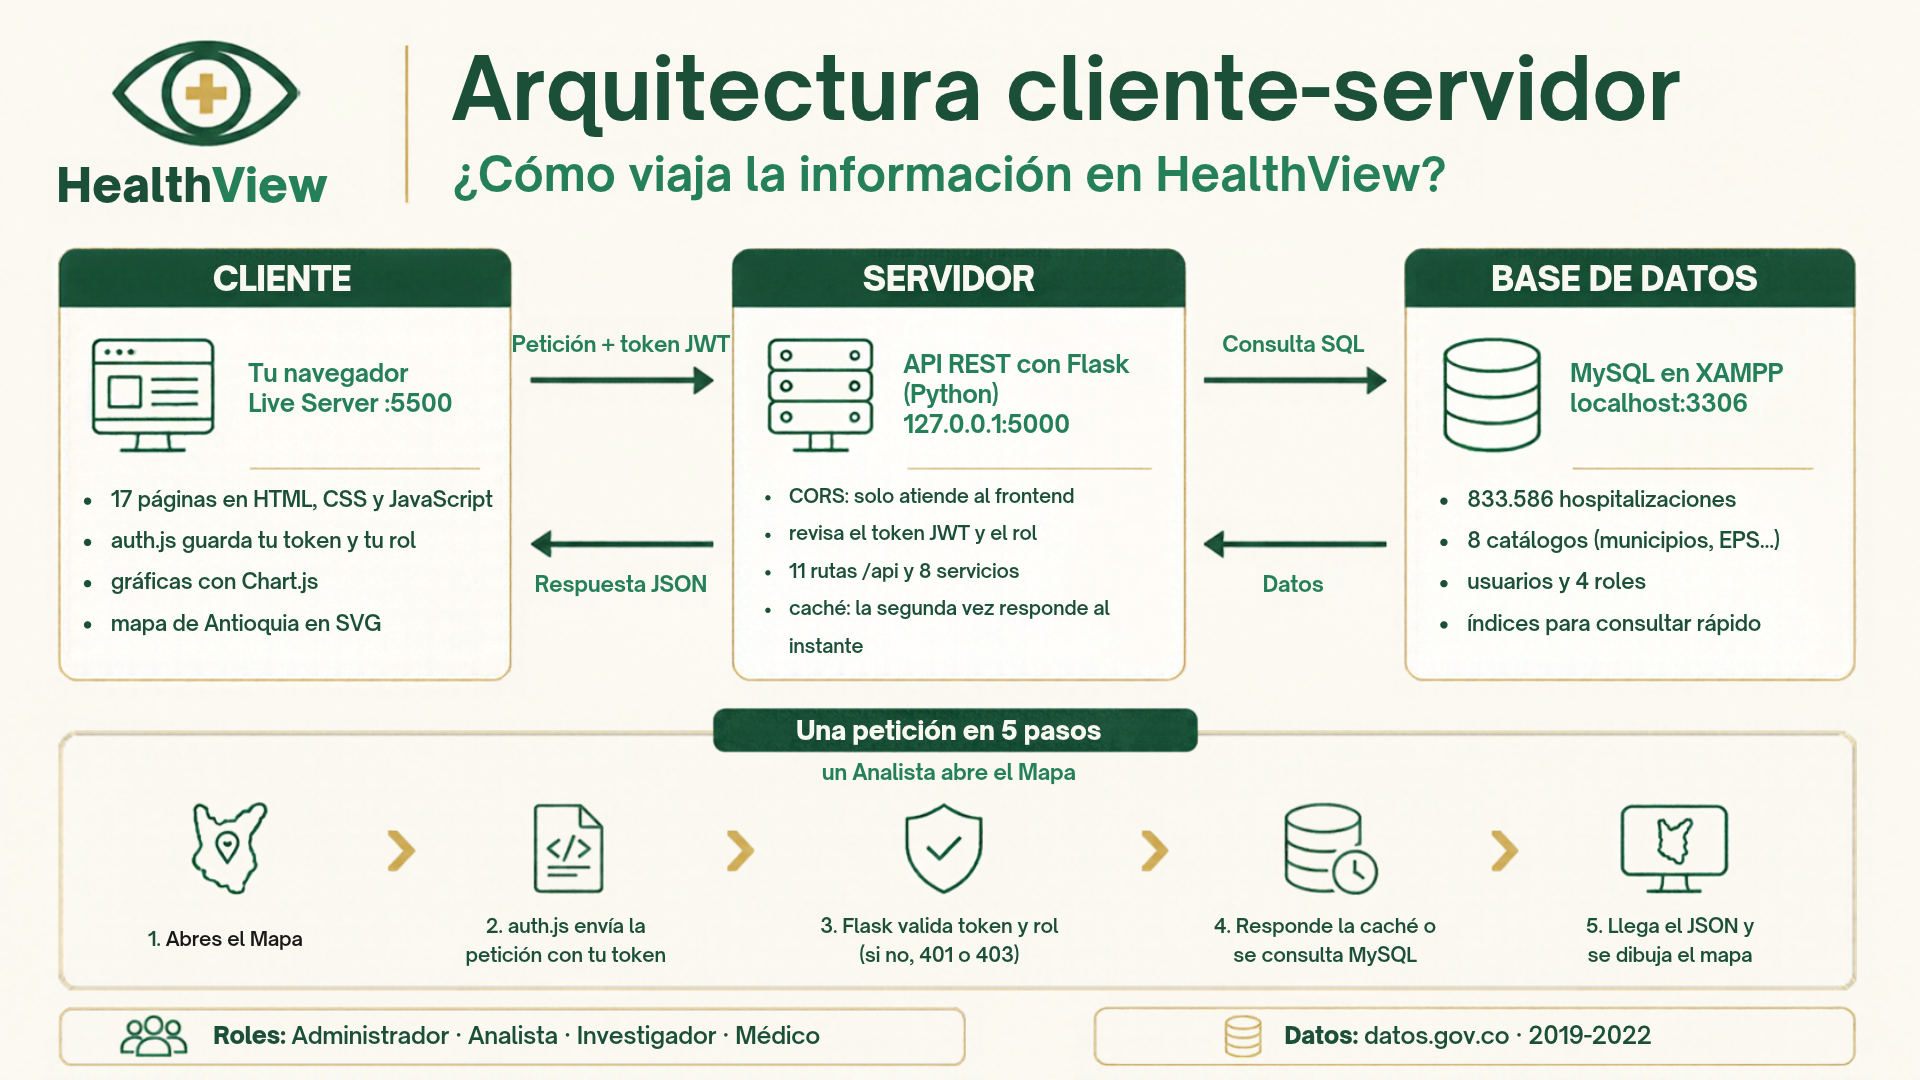 HealthView
Arquitectura cliente-servidor
¿Cómo viaja la información en HealthView?
CLIENTE
Tu navegador
Live Server :5500
• 17 páginas en HTML, CSS y JavaScript
• auth.js guarda tu token y tu rol
• gráficas con Chart.js
• mapa de Antioquia en SVG
Petición + token JWT
Respuesta JSON
SERVIDOR
API REST con Flask
(Python)
127.0.0.1:5000
• CORS: solo atiende al frontend
• revisa el token JWT y el rol
• 11 rutas /api y 8 servicios
• caché: la segunda vez responde al
instante
Consulta SQL
Datos
BASE DE DATOS
MySQL en XAMPP
localhost:3306
• 833.586 hospitalizaciones
• 8 catálogos (municipios, EPS...)
• usuarios y 4 roles
• índices para consultar rápido
Una petición en 5 pasos
un Analista abre el Mapa
1. Abres el Mapa
2. auth.js envía la
petición con tu token
3. Flask valida token y rol
(si no, 401 o 403)
4. Responde la caché o
se consulta MySQL
5. Llega el JSON y
se dibuja el mapa
Roles: Administrador · Analista · Investigador · Médico
Datos: datos.gov.co · 2019-2022